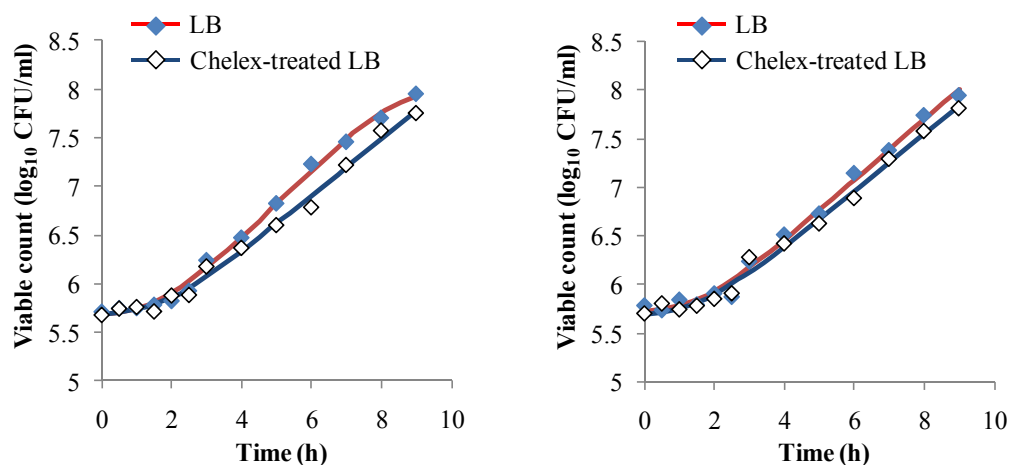 LB
Chelex-treated LB
Viable count (log₁₀ CFU/ml)
8.5
8
7.5
7
6.5
6
5.5
5
0 2 4 6 8 10
Time (h)
LB
Chelex-treated LB
Viable count (log₁₀ CFU/ml)
8.5
8
7.5
7
6.5
6
5.5
5
0 2 4 6 8 10
Time (h)